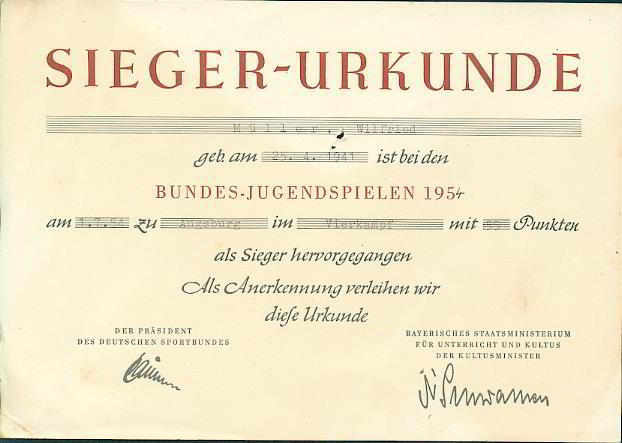 SIEGER-URKUNDE
Müller, Wilfried
geb. am 25. 4. 1941 ist bei den
BUNDES-JUGENDSPIELEN 1954
am 1.7.54 zu Augsburg im Vierkampf mit Punkten
als Sieger hervorgegangen
Als Anerkennung verleihen wir
diese Urkunde
DER PRÄSIDENT
DES DEUTSCHEN SPORTBUNDES
BAYERISCHES STAATSMINISTERIUM
FÜR UNTERRICHT UND KULTUS
DER KULTUSMINISTER